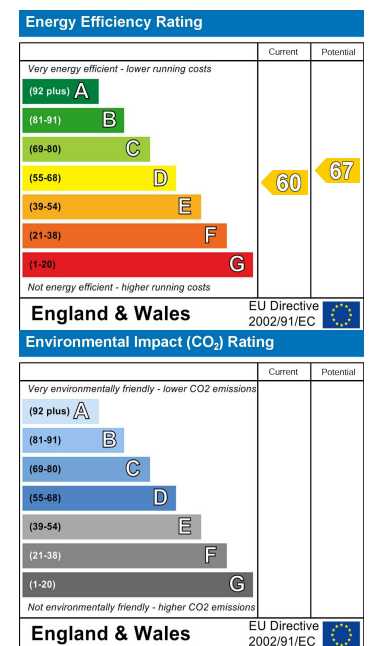 Energy Efficiency Rating
Current Potential
Very energy efficient - lower running costs
(92 plus) A
(81-91) B
(69-80) C
(55-68) D
(39-54) E
(21-38) F
(1-20) G
60
67
Not energy efficient - higher running costs
England & Wales
EU Directive
2002/91/EC
Environmental Impact (CO₂) Rating
Current Potential
Very environmentally friendly - lower CO2 emissions
(92 plus) A
(81-91) B
(69-80) C
(55-68) D
(39-54) E
(21-38) F
(1-20) G
Not environmentally friendly - higher CO2 emissions
England & Wales
EU Directive
2002/91/EC